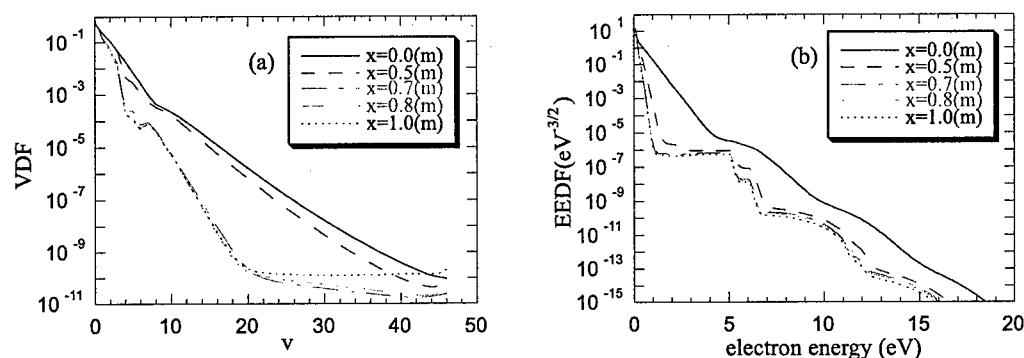 (a)
x=0.0(m)
x=0.5(m)
x=0.7(m)
x=0.8(m)
x=1.0(m)
VDF
10^-1
10^-3
10^-5
10^-7
10^-9
10^-11
0 10 20 30 40 50
v
(b)
x=0.0(m)
x=0.5(m)
x=0.7(m)
x=0.8(m)
x=1.0(m)
EEDF(eV^-3/2)
10^1
10^-1
10^-3
10^-5
10^-7
10^-9
10^-11
10^-13
10^-15
0 5 10 15 20
electron energy (eV)